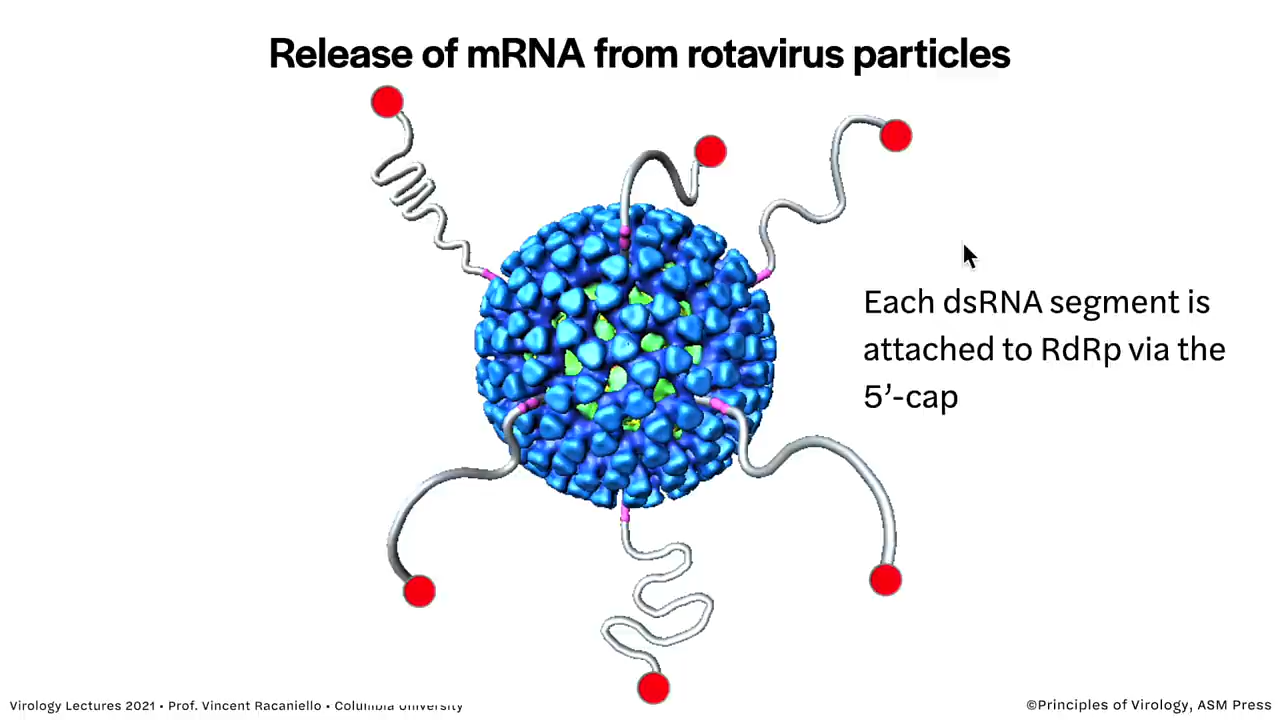 Release of mRNA from rotavirus particles
Each dsRNA segment is
attached to RdRp via the
5’-cap
Virology Lectures 2021 • Prof. Vincent Racaniello • Columbia University
©Principles of Virology, ASM Press